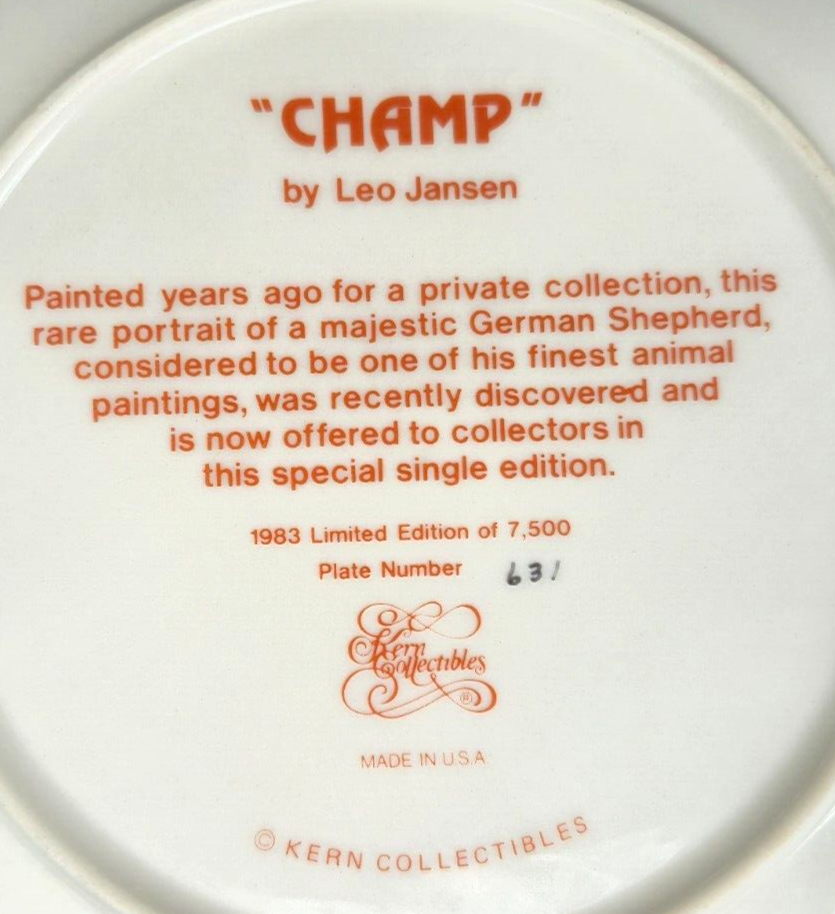 "CHAMP"
by Leo Jansen
Painted years ago for a private collection, this
rare portrait of a majestic German Shepherd,
considered to be one of his finest animal
paintings, was recently discovered and
is now offered to collectors in
this special single edition.
1983 Limited Edition of 7,500
Plate Number 631
Kern
Collectibles
®
MADE IN U.S.A.
© KERN COLLECTIBLES